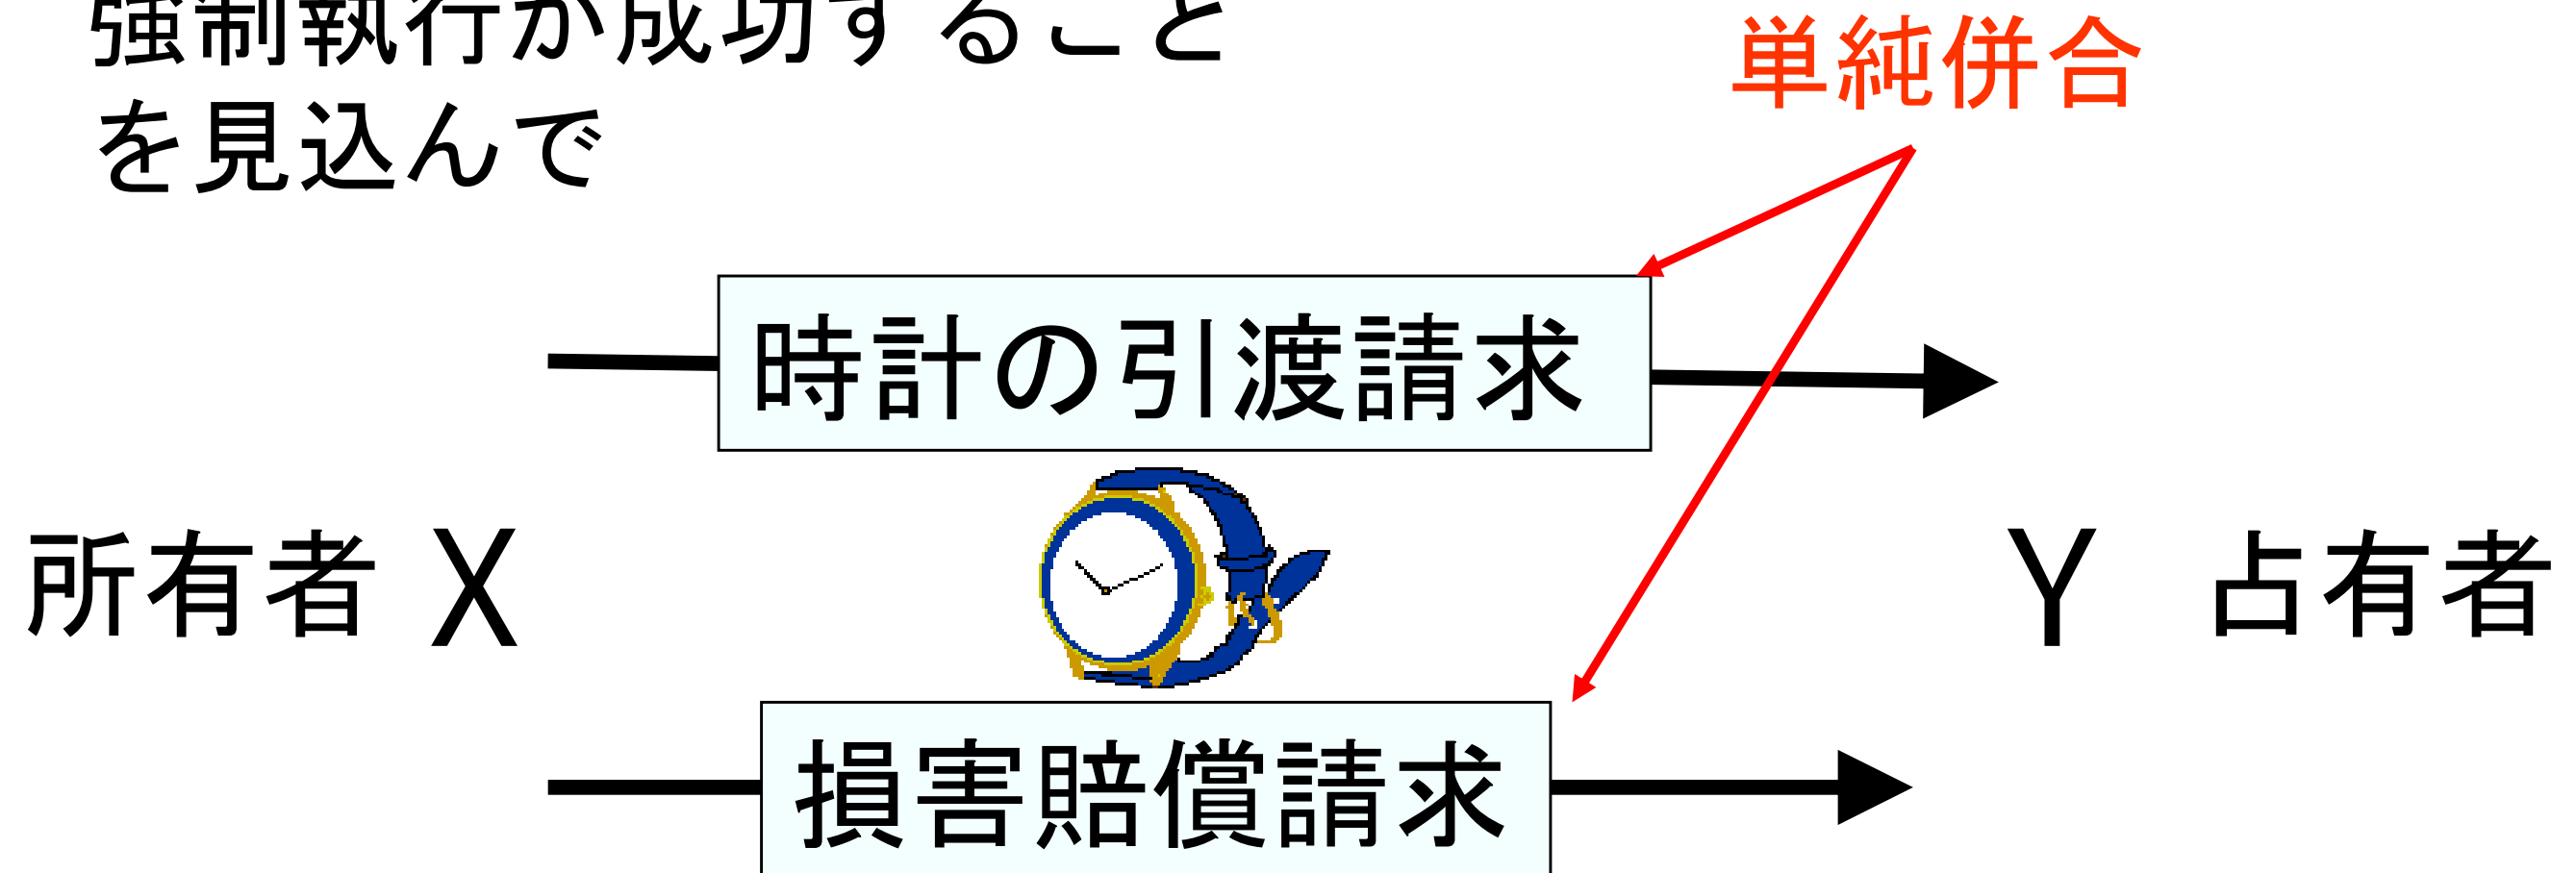 強制執行が成功すること
を見込んで
単純併合
時計の引渡請求
所有者 X
Y 占有者
損害賠償請求